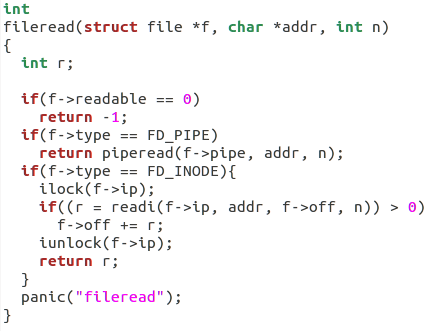 int
fileread(struct file *f, char *addr, int n)
{
  int r;

  if(f->readable == 0)
    return -1;
  if(f->type == FD_PIPE)
    return piperead(f->pipe, addr, n);
  if(f->type == FD_INODE){
    ilock(f->ip);
    if((r = readi(f->ip, addr, f->off, n)) > 0)
      f->off += r;
    iunlock(f->ip);
    return r;
  }
  panic("fileread");
}